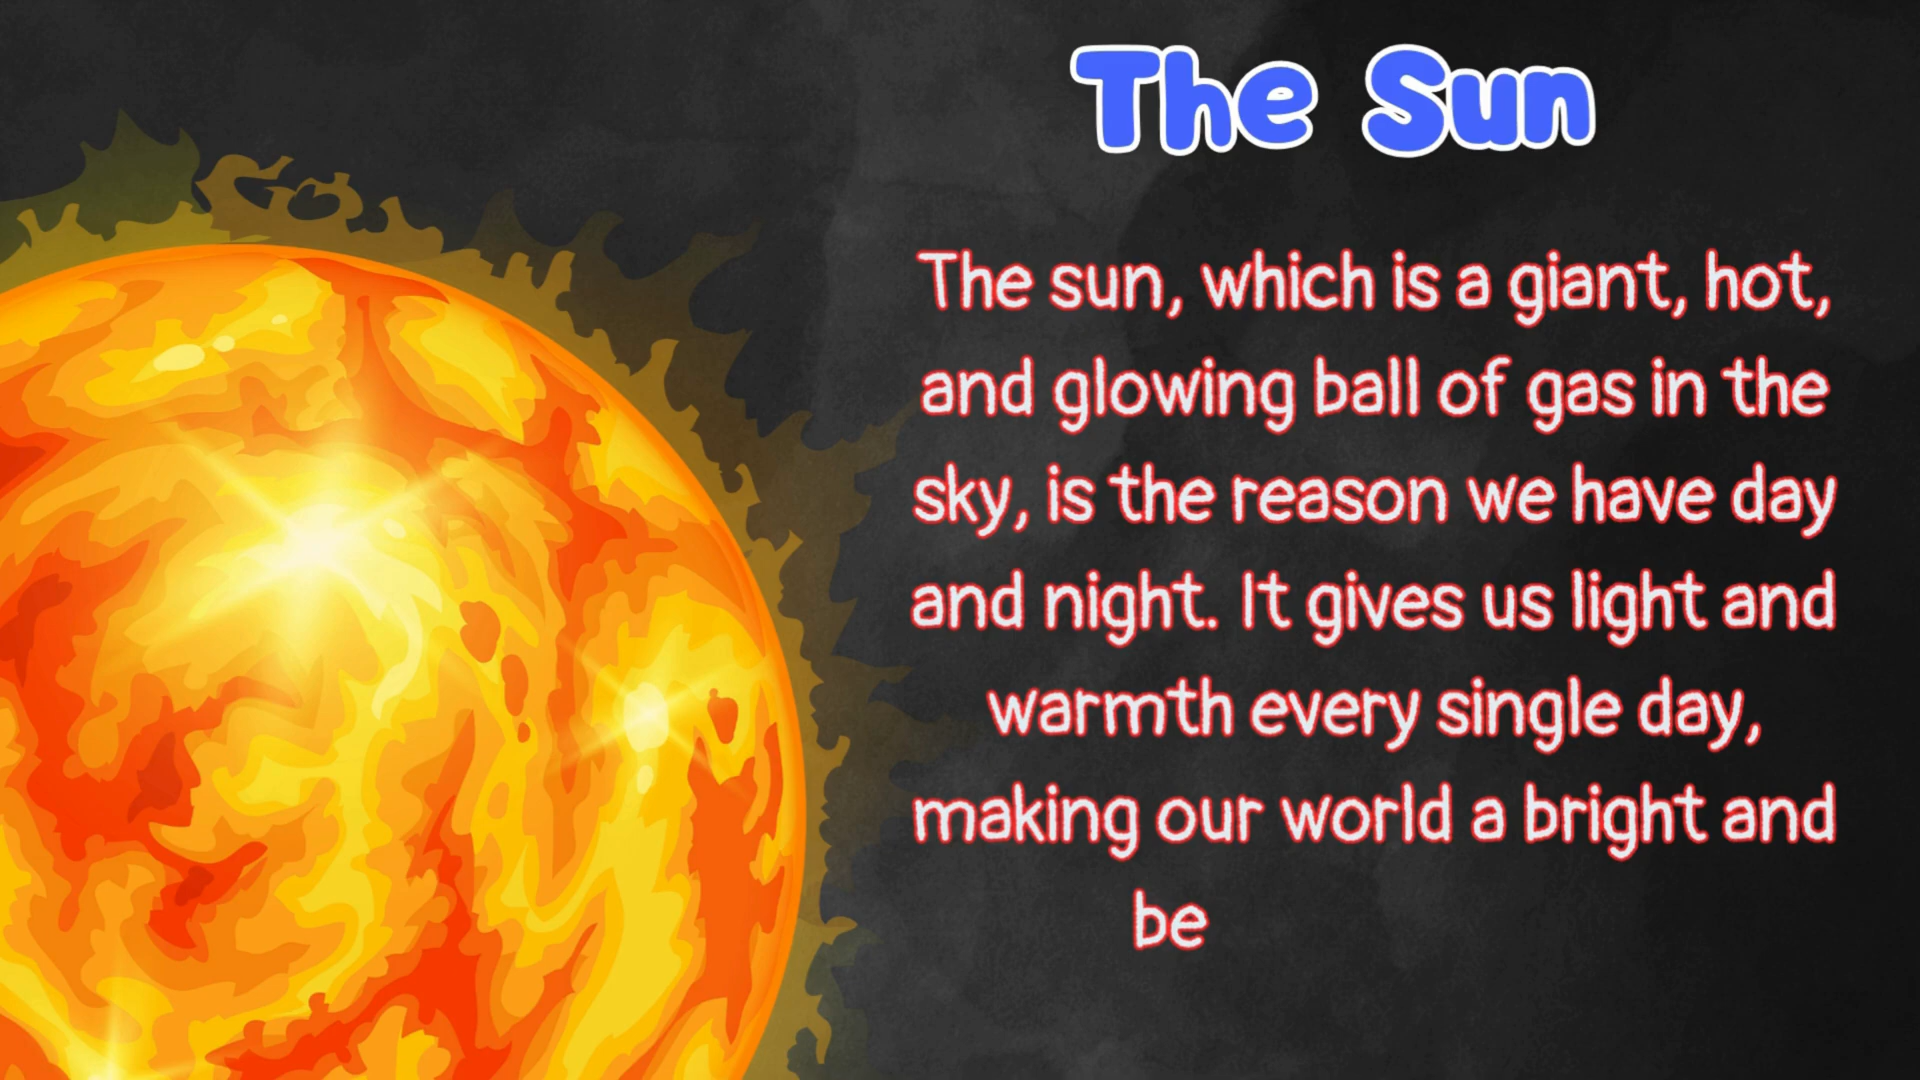 The Sun
The sun, which is a giant, hot,
and glowing ball of gas in the
sky, is the reason we have day
and night. It gives us light and
warmth every single day,
making our world a bright and
be